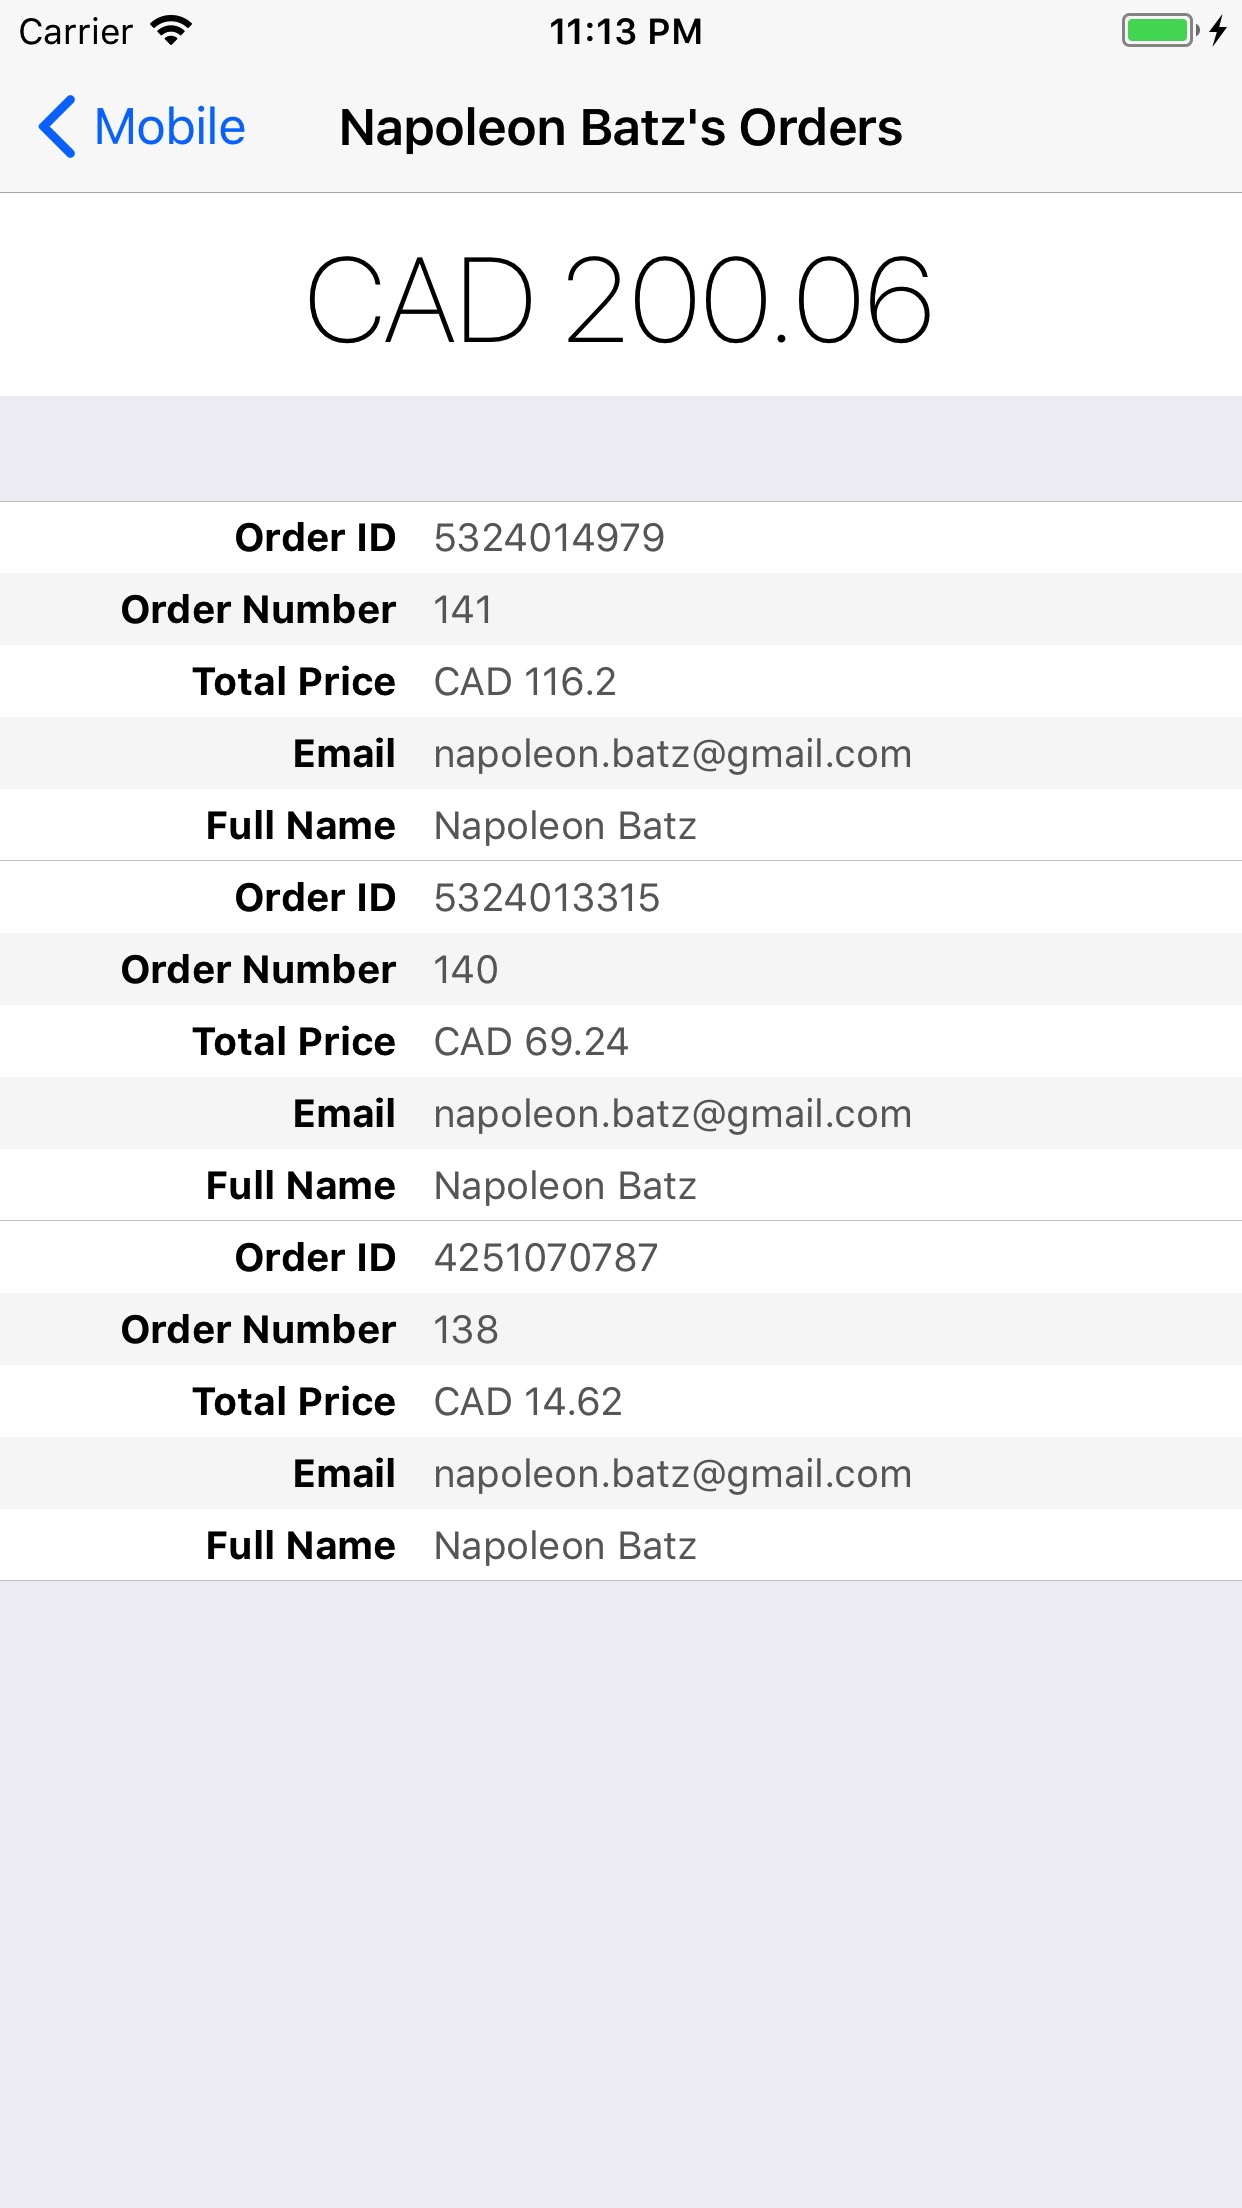 Carrier 11:13 PM
Mobile Napoleon Batz's Orders
CAD 200.06
Order ID 5324014979
Order Number 141
Total Price CAD 116.2
Email napoleon.batz@gmail.com
Full Name Napoleon Batz
Order ID 5324013315
Order Number 140
Total Price CAD 69.24
Email napoleon.batz@gmail.com
Full Name Napoleon Batz
Order ID 4251070787
Order Number 138
Total Price CAD 14.62
Email napoleon.batz@gmail.com
Full Name Napoleon Batz